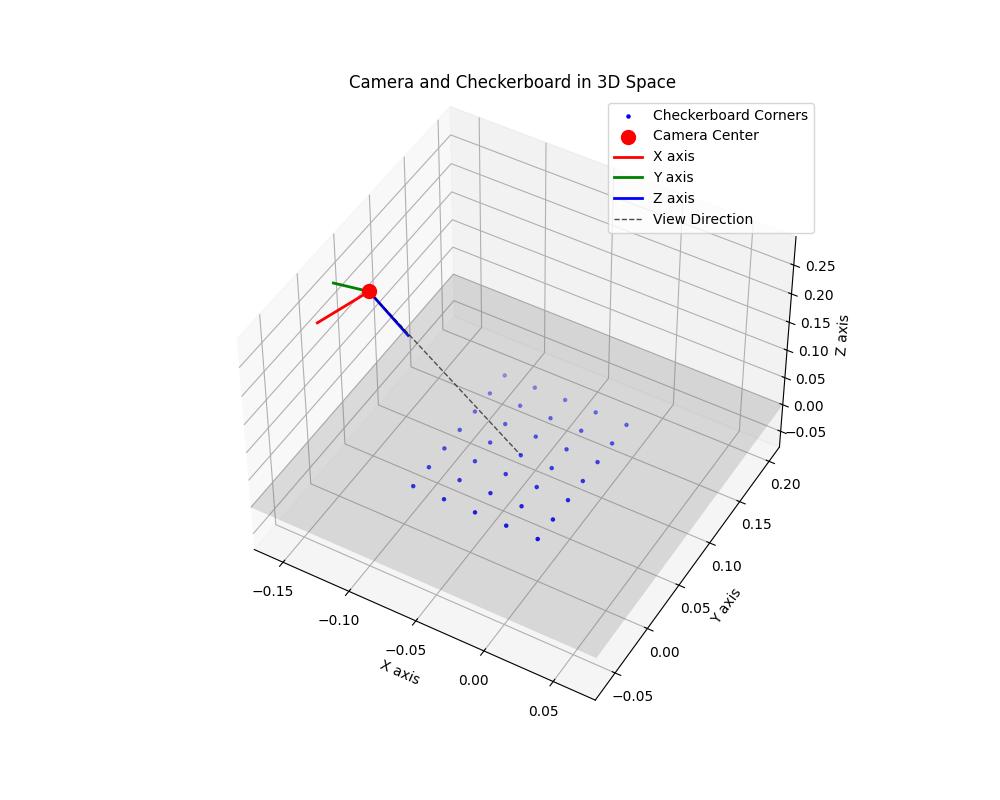 Camera and Checkerboard in 3D Space
Checkerboard Corners
Camera Center
X axis
Y axis
Z axis
View Direction
0.25
0.20
0.15
0.10
0.05
0.00
−0.05
Z axis
0.20
0.15
0.10
0.05
0.00
−0.05
Y axis
−0.15
−0.10
−0.05
0.00
0.05
X axis